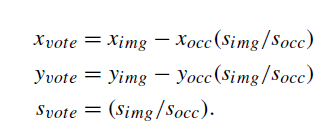 x_vote = x_img − x_occ(s_img/s_occ)
y_vote = y_img − y_occ(s_img/s_occ)
s_vote = (s_img/s_occ).